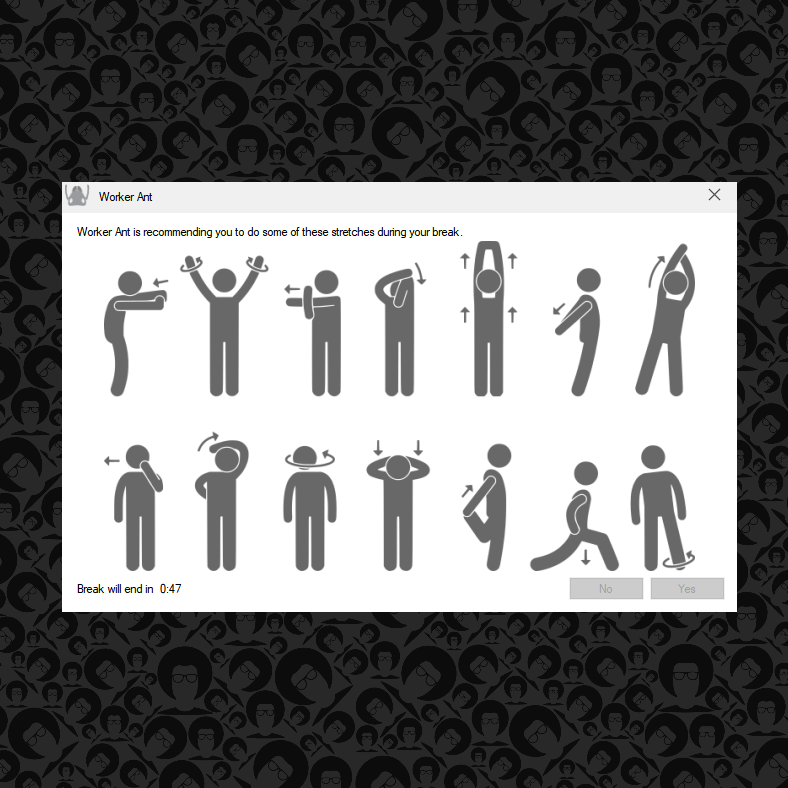 Worker Ant
Worker Ant is recommending you to do some of these stretches during your break.
Break will end in 0:47
No
Yes